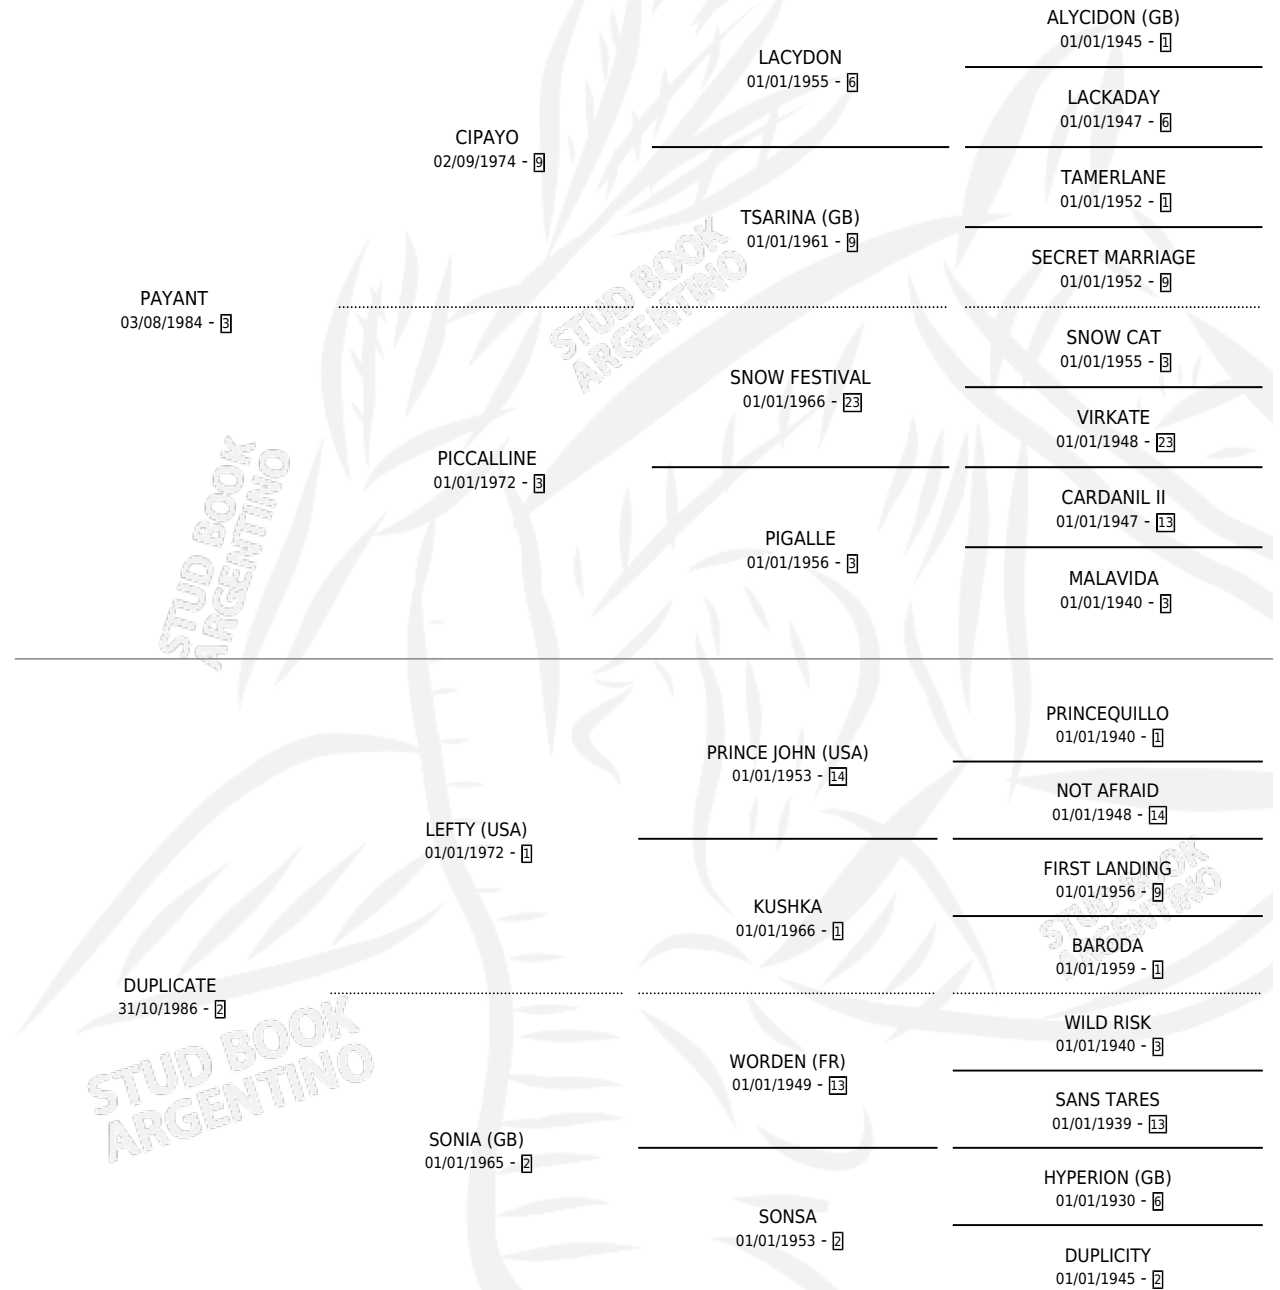 ALYCIDON (GB)
01/01/1945 - 1
LACYDON
01/01/1955 - 6
LACKADAY
01/01/1947 - 6
CIPAYO
02/09/1974 - 9
TAMERLANE
01/01/1952 - 1
TSARINA (GB)
01/01/1961 - 9
SECRET MARRIAGE
01/01/1952 - 9
PAYANT
03/08/1984 - 3
STUD BOOK
ARGENTINO
SNOW CAT
01/01/1955 - 3
SNOW FESTIVAL
01/01/1966 - 23
VIRKATE
01/01/1948 - 23
PICCALLINE
01/01/1972 - 3
CARDANIL II
01/01/1947 - 13
PIGALLE
01/01/1956 - 3
MALAVIDA
01/01/1940 - 3
STUD BOOK
ARGENTINO
PRINCEQUILLO
01/01/1940 - 1
PRINCE JOHN (USA)
01/01/1953 - 14
NOT AFRAID
01/01/1948 - 14
LEFTY (USA)
01/01/1972 - 1
FIRST LANDING
01/01/1956 - 9
KUSHKA
01/01/1966 - 1
BARODA
01/01/1959 - 1
STUD BOOK
ARGENTINO
DUPLICATE
31/10/1986 - 2
WILD RISK
01/01/1940 - 3
WORDEN (FR)
01/01/1949 - 13
SANS TARES
01/01/1939 - 13
STUD BOOK
ARGENTINO
SONIA (GB)
01/01/1965 - 2
HYPERION (GB)
01/01/1930 - 6
SONSA
01/01/1953 - 2
DUPLICITY
01/01/1945 - 2